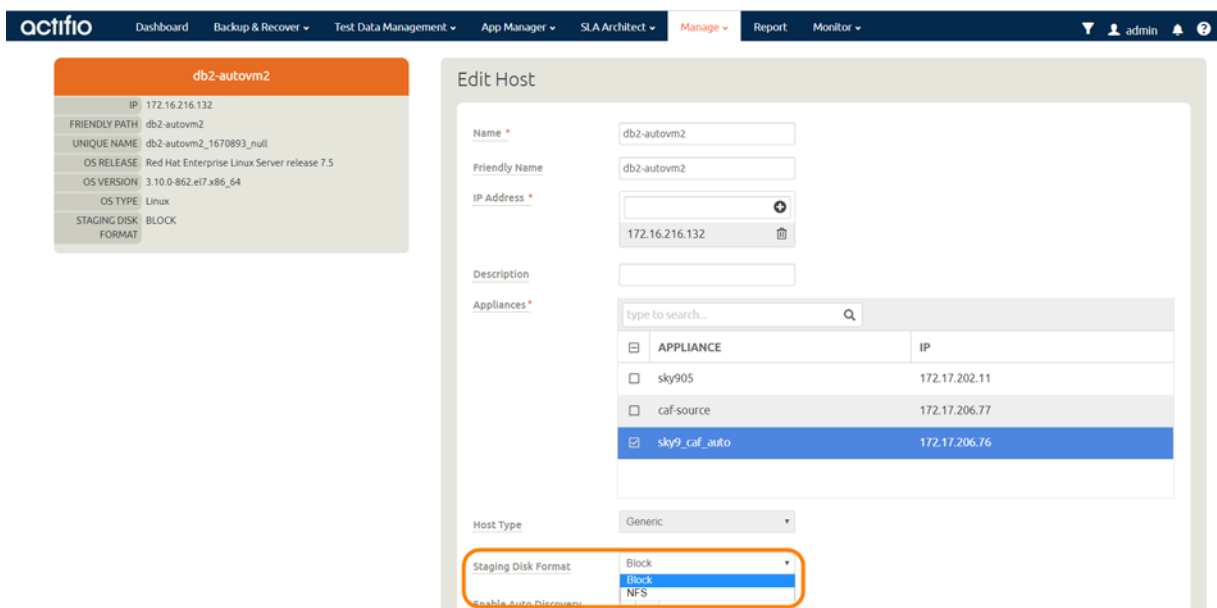 actifio Dashboard Backup & Recover Test Data Management App Manager SLA Architect Manage Report Monitor admin
db2-autovm2
IP 172.16.216.132
FRIENDLY PATH db2-autovm2
UNIQUE NAME db2-autovm2_1670893_null
OS RELEASE Red Hat Enterprise Linux Server release 7.5
OS VERSION 3.10.0-862.el7.x86_64
OS TYPE Linux
STAGING DISK BLOCK
FORMAT
Edit Host
Name * db2-autovm2
Friendly Name db2-autovm2
IP Address *
172.16.216.132
Description
Appliances *
type to search...
APPLIANCE IP
sky905 172.17.202.11
caf-source 172.17.206.77
sky9_caf_auto 172.17.206.76
Host Type Generic
Staging Disk Format Block
Block
NFS
Enable Auto Discovery